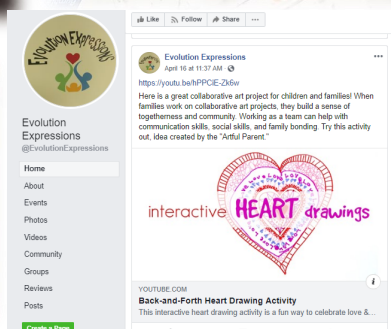 Like Follow Share ...
EVOLUTION EXPRESSIONS
Evolution
Expressions
@EvolutionExpressions
Home
About
Events
Photos
Videos
Community
Groups
Reviews
Posts
Create a Page
Evolution Expressions
April 16 at 11:37 AM ·
https://youtu.be/hPPCIE-Zk6w
Here is a great collaborative art project for children and families! When
families work on collaborative art projects, they build a sense of
togetherness and community. Working as a team can help with
communication skills, social skills, and family bonding. Try this activity
out, idea created by the "Artful Parent."
interactive HEART drawings
YOUTUBE.COM
Back-and-Forth Heart Drawing Activity
This interactive heart drawing activity is a fun way to celebrate love &...